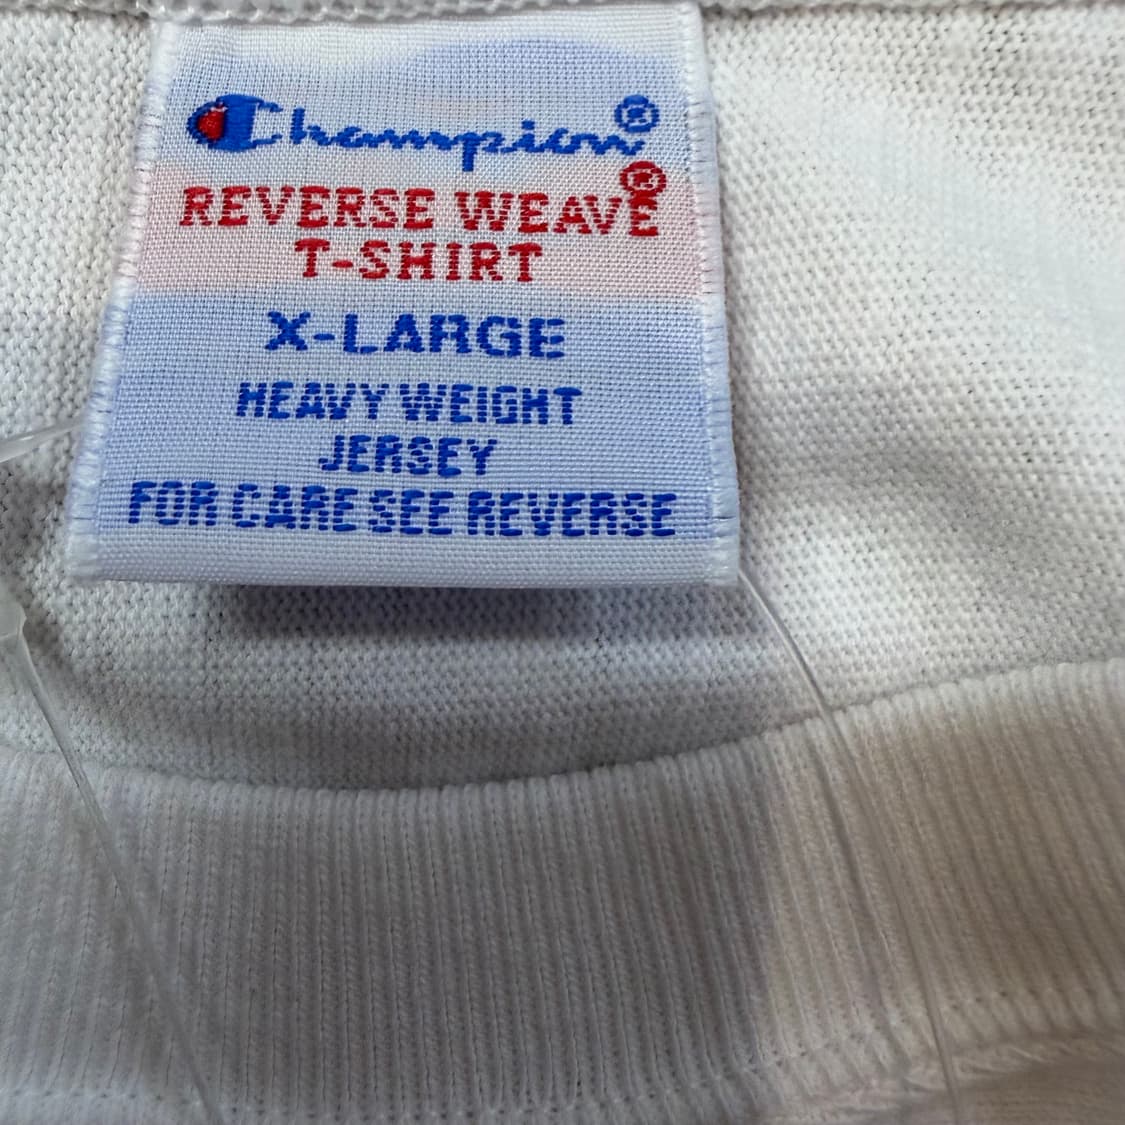 Champion®
REVERSE WEAVE®
T-SHIRT
X-LARGE
HEAVY WEIGHT
JERSEY
FOR CARE SEE REVERSE